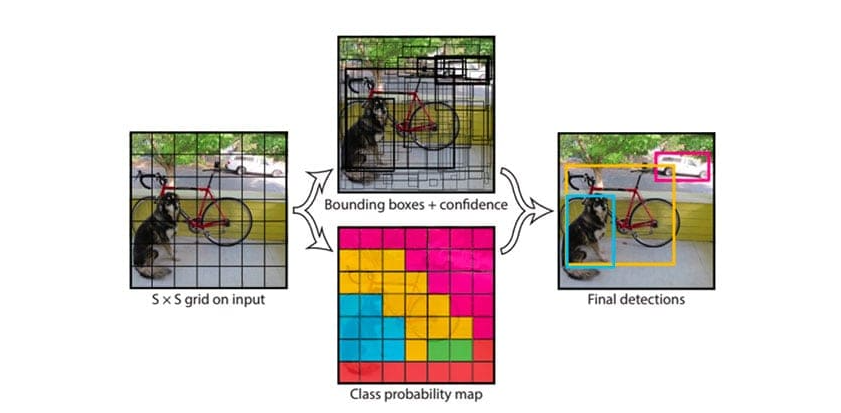 Bounding boxes + confidence
S × S grid on input
Final detections
Class probability map